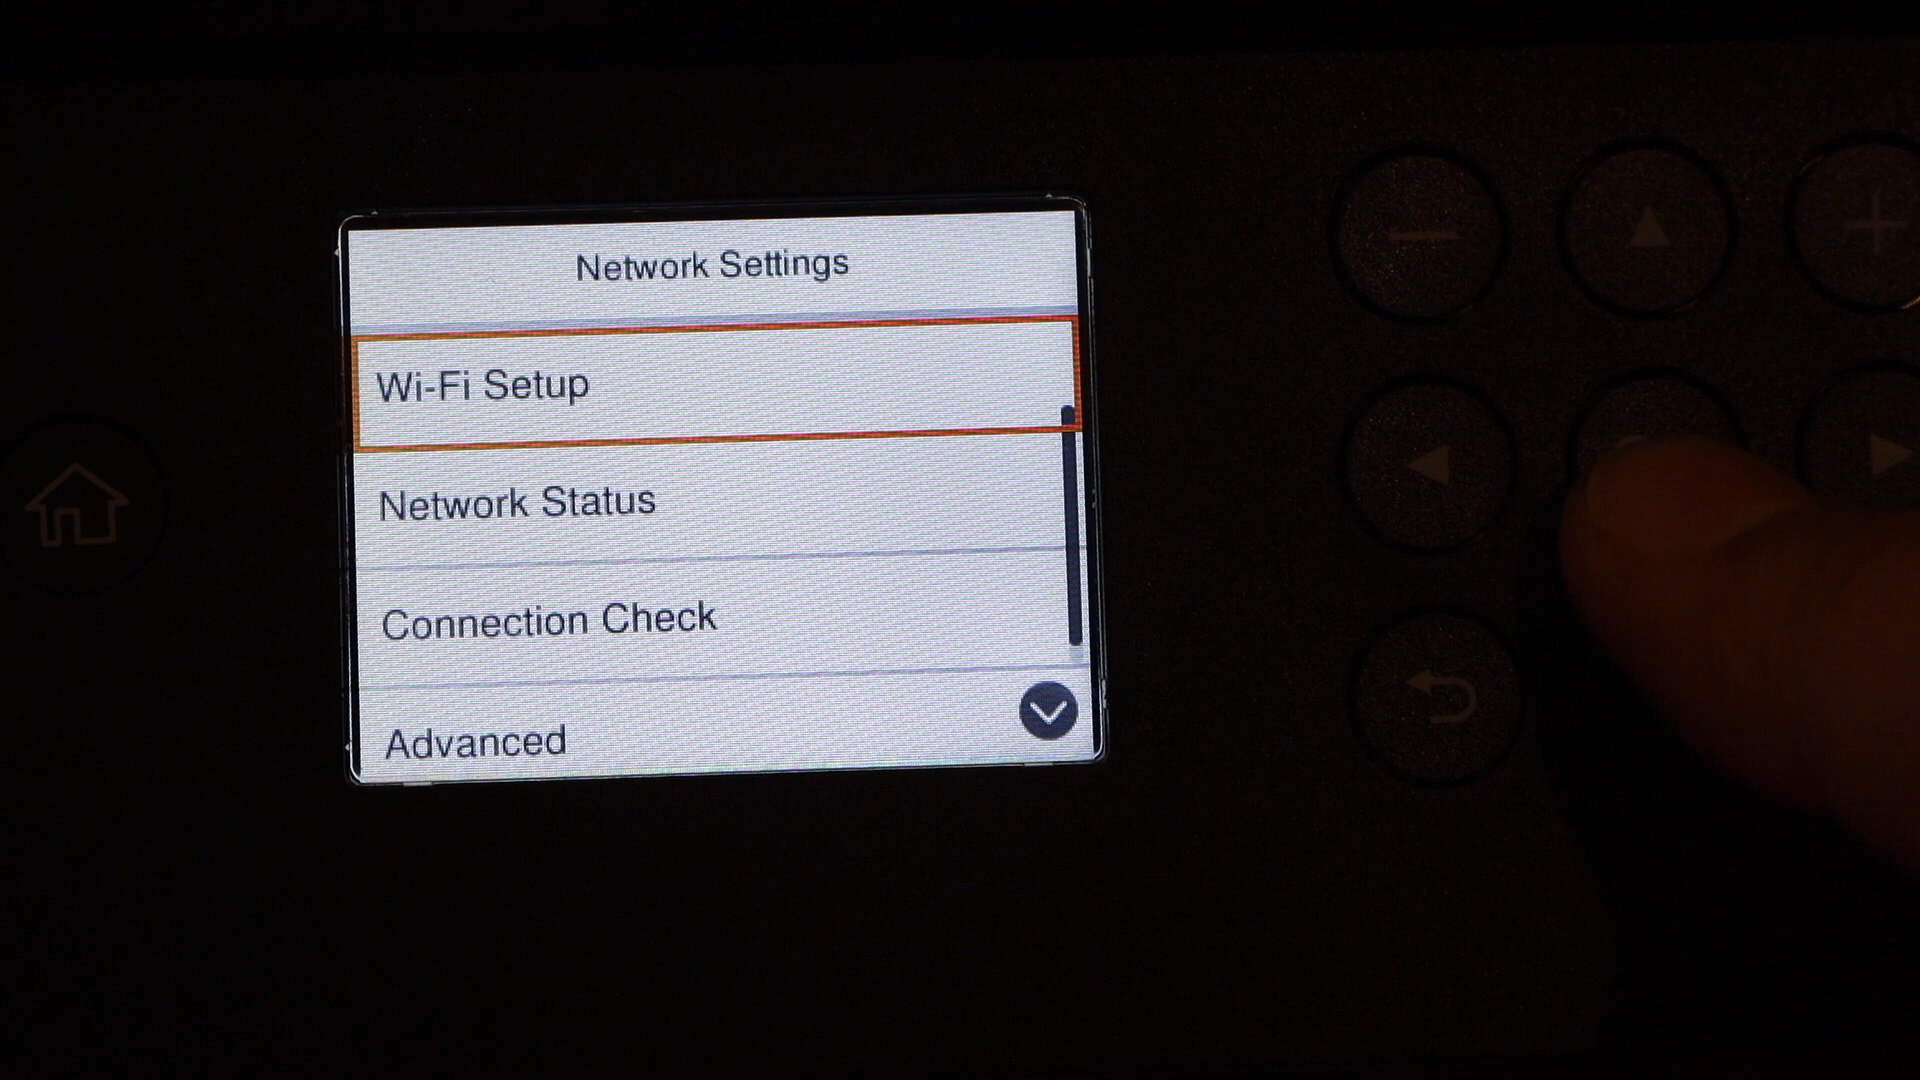 Network Settings
Wi-Fi Setup
Network Status
Connection Check
Advanced